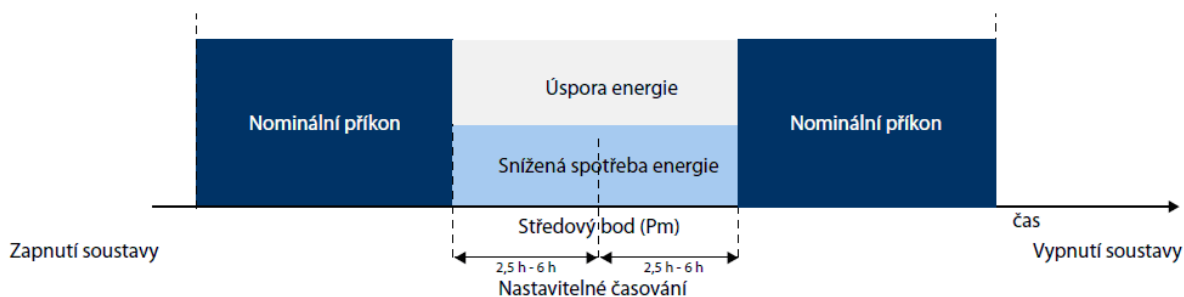 Úspora energie
Nominální příkon
Nominální příkon
Snížená spotřeba energie
Středový bod (Pm)
čas
Zapnutí soustavy
Vypnutí soustavy
2,5 h - 6 h
2,5 h - 6 h
Nastavitelné časování